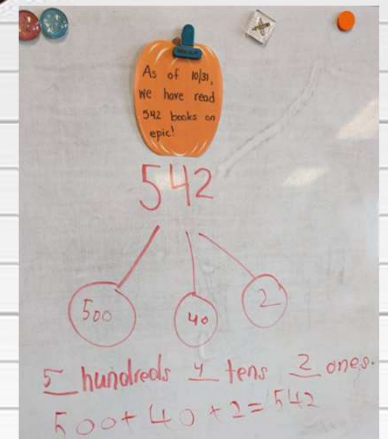 As of 10/31,
we have read
542 books on
epic!
542
500 40 2
5 hundreds 4 tens 2 ones.
500+ 40 + 2 = 542